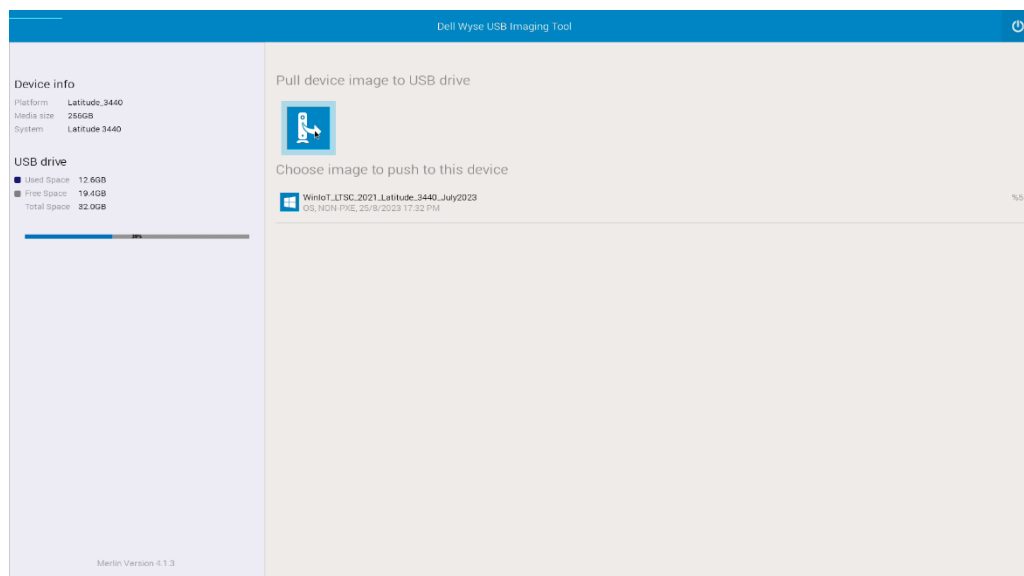 Dell Wyse USB Imaging Tool
Device info
Platform Latitude_3440
Media size 256GB
System Latitude 3440
USB drive
Used Space 12.6GB
Free Space 19.4GB
Total Space 32.0GB
Pull device image to USB drive
Choose image to push to this device
WinIoT_LTSC_2021_Latitude_3440_July2023
OS, NON-PXE, 25/8/2023 17:32 PM
%5
Merlin Version 4.1.3